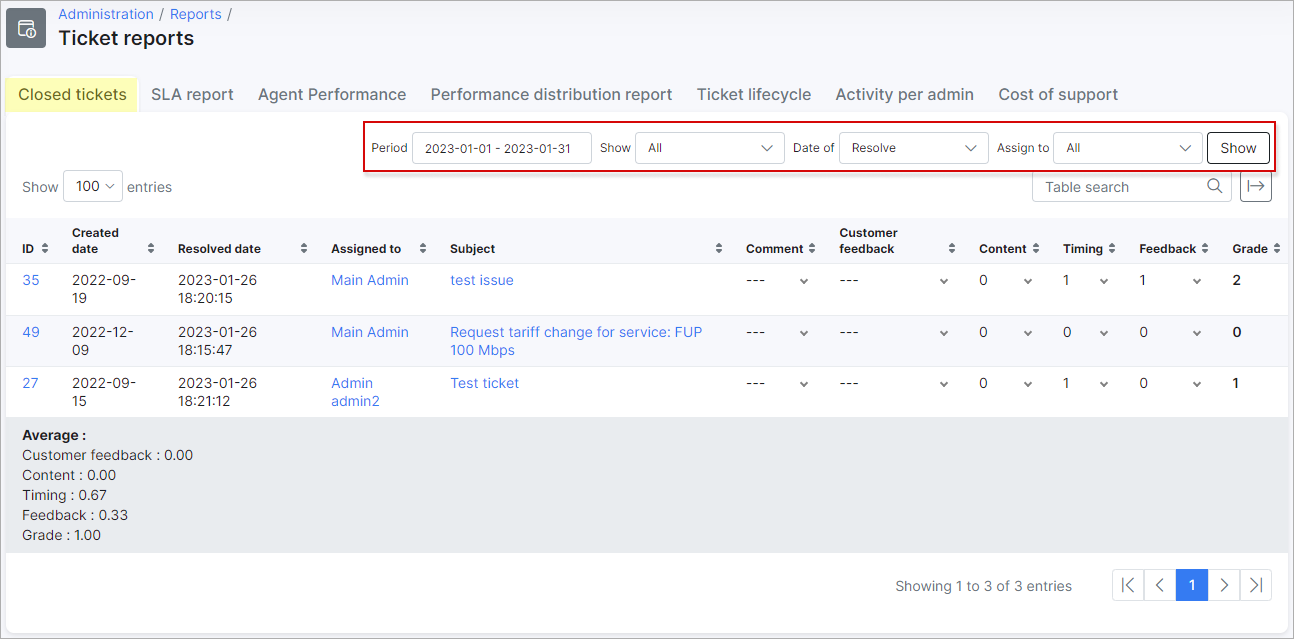 Administration / Reports /
Ticket reports
Closed tickets SLA report Agent Performance Performance distribution report Ticket lifecycle Activity per admin Cost of support
Period 2023-01-01 - 2023-01-31 Show All Date of Resolve Assign to All Show
Show 100 entries Table search
ID Created date Resolved date Assigned to Subject Comment Customer feedback Content Timing Feedback Grade
35 2022-09- 2023-01-26 Main Admin test issue --- --- 0 1 1 2
19 18:20:15
49 2022-12- 2023-01-26 Main Admin Request tariff change for service: FUP --- --- 0 0 0 0
09 18:15:47 100 Mbps
27 2022-09- 2023-01-26 Admin Test ticket --- --- 0 1 0 1
15 18:21:12 admin2
Average :
Customer feedback : 0.00
Content : 0.00
Timing : 0.67
Feedback : 0.33
Grade : 1.00
Showing 1 to 3 of 3 entries 1